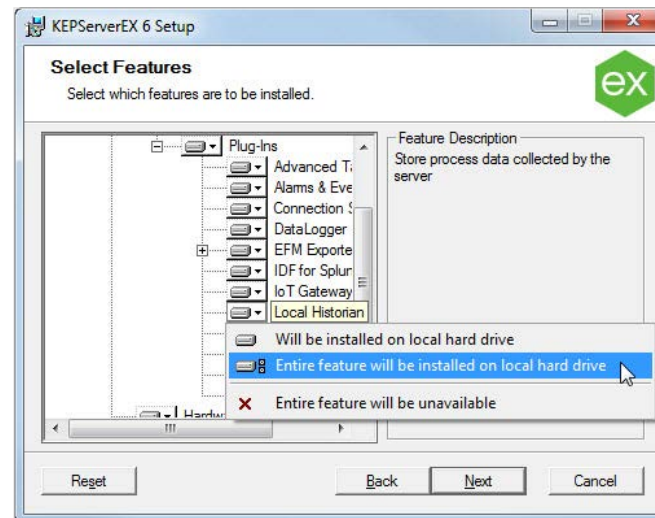 KEPServerEX 6 Setup
Select Features
Select which features are to be installed.
ex
Plug-Ins
Advanced
Alarms & Eve
Connection
DataLogger
EFM Exporte
IDF for Splun
IoT Gateway
Local Historian
Feature Description
Store process data collected by the
server
Will be installed on local hard drive
Entire feature will be installed on local hard drive
Entire feature will be unavailable
Hardw
Reset
Back
Next
Cancel